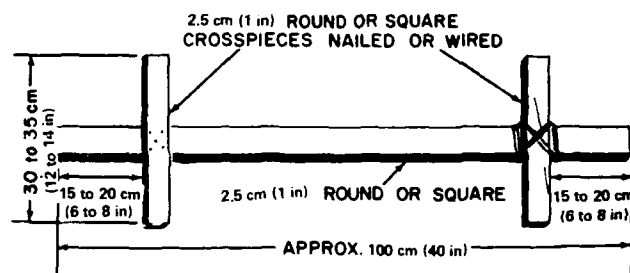 2.5 cm (1 in) ROUND OR SQUARE
CROSSPIECES NAILED OR WIRED
30 to 35 cm
(12 to 14 in)
15 to 20 cm
(6 to 8 in)
2.5 cm (1 in) ROUND OR SQUARE
15 to 20 cm
(6 to 8 in)
APPROX. 100 cm (40 in)